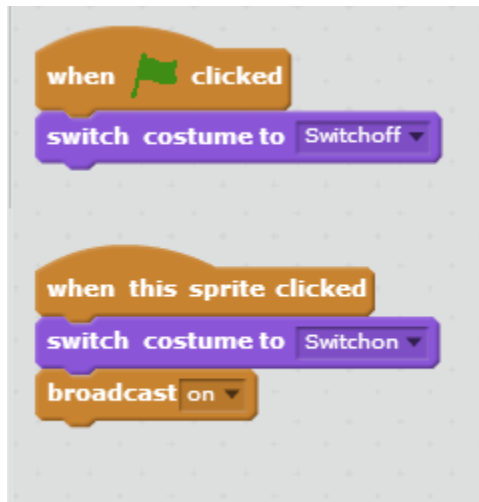 when clicked
switch costume to Switchoff
when this sprite clicked
switch costume to Switchon
broadcast on